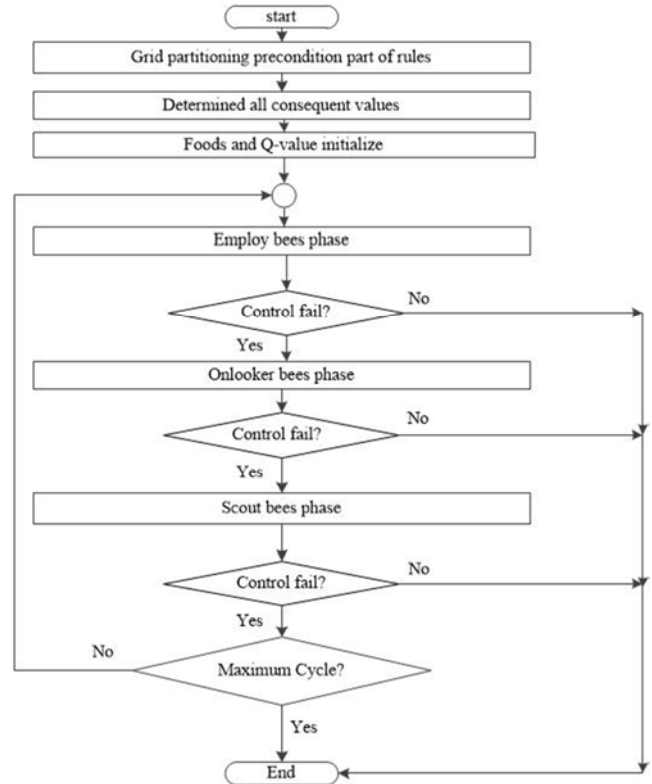 start
Grid partitioning precondition part of rules
Determined all consequent values
Foods and Q-value initialize
Employ bees phase
Control fail?
No
Yes
Onlooker bees phase
Control fail?
No
Yes
Scout bees phase
Control fail?
No
Yes
Maximum Cycle?
No
Yes
End